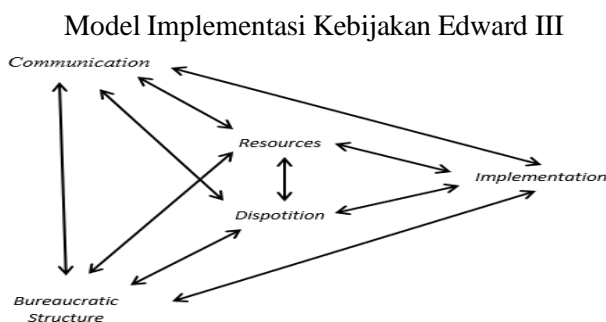 Model Implementasi Kebijakan Edward III
Communication
Resources
Implementation
Dispotition
Bureaucratic
Structure